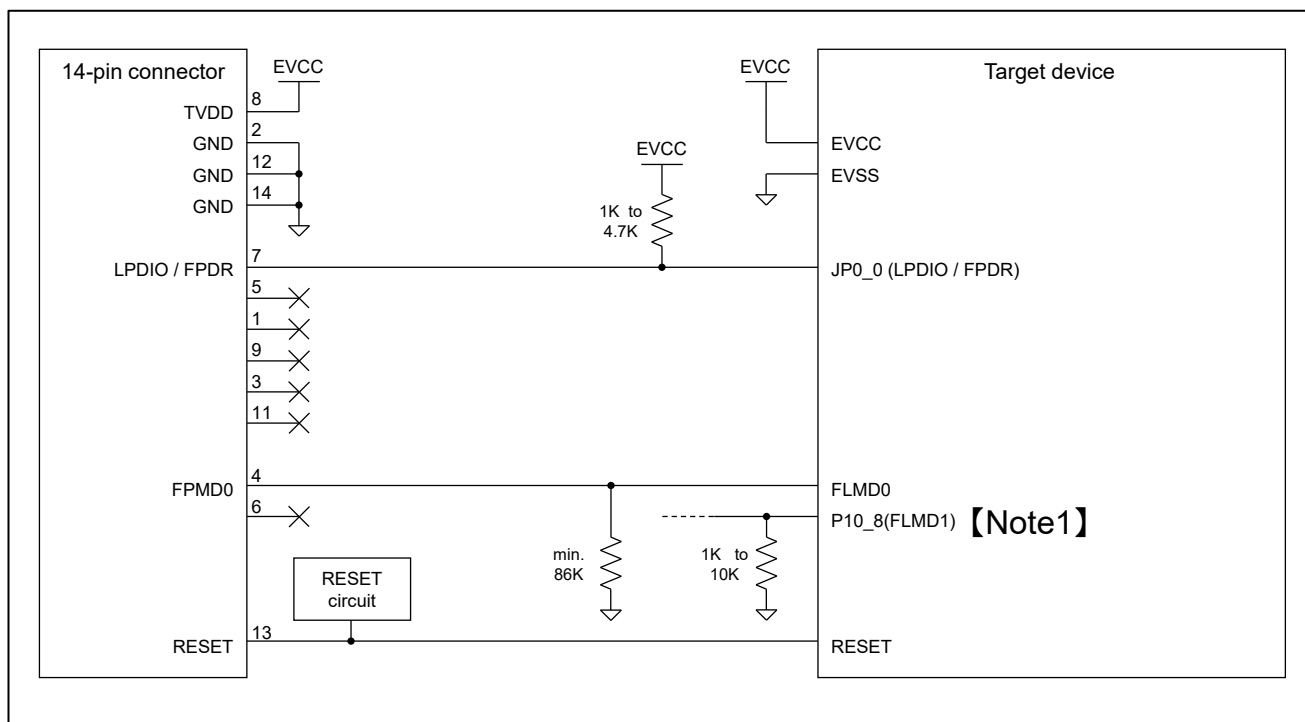 14-pin connector
EVCC
EVCC
Target device
8
TVDD
2
GND
EVCC
EVCC
12
GND
EVSS
14
GND
1K to
4.7K
7
LPDIO / FPDR
JP0_0 (LPDIO / FPDR)
5
1
9
3
11
4
FPMD0
FLMD0
6
P10_8(FLMD1) 【Note1】
min.
86K
1K to
10K
RESET
circuit
13
RESET
RESET